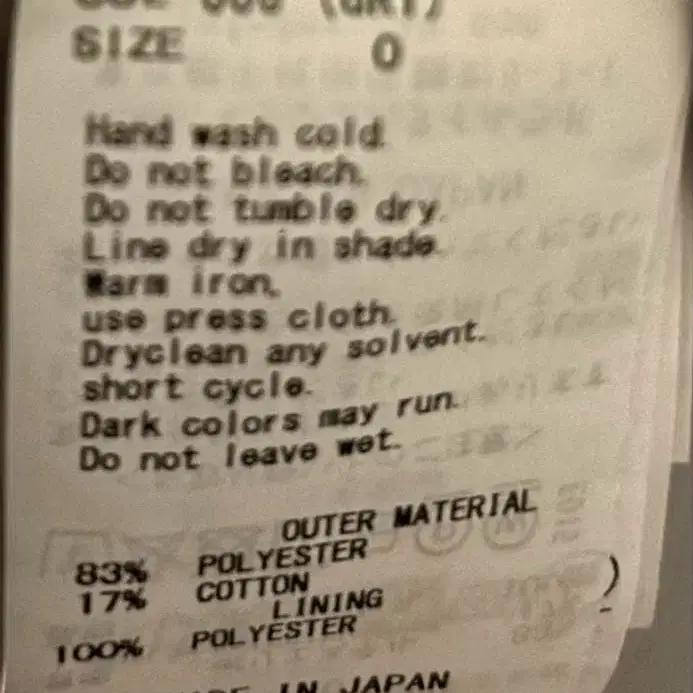 SIZE 0
Hand wash cold.
Do not bleach.
Do not tumble dry.
Line dry in shade.
Warm iron,
use press cloth.
Dryclean any solvent.
short cycle.
Dark colors may run.
Do not leave wet.
OUTER MATERIAL
83% POLYESTER
17% COTTON
LINING
100% POLYESTER
IN JAPAN